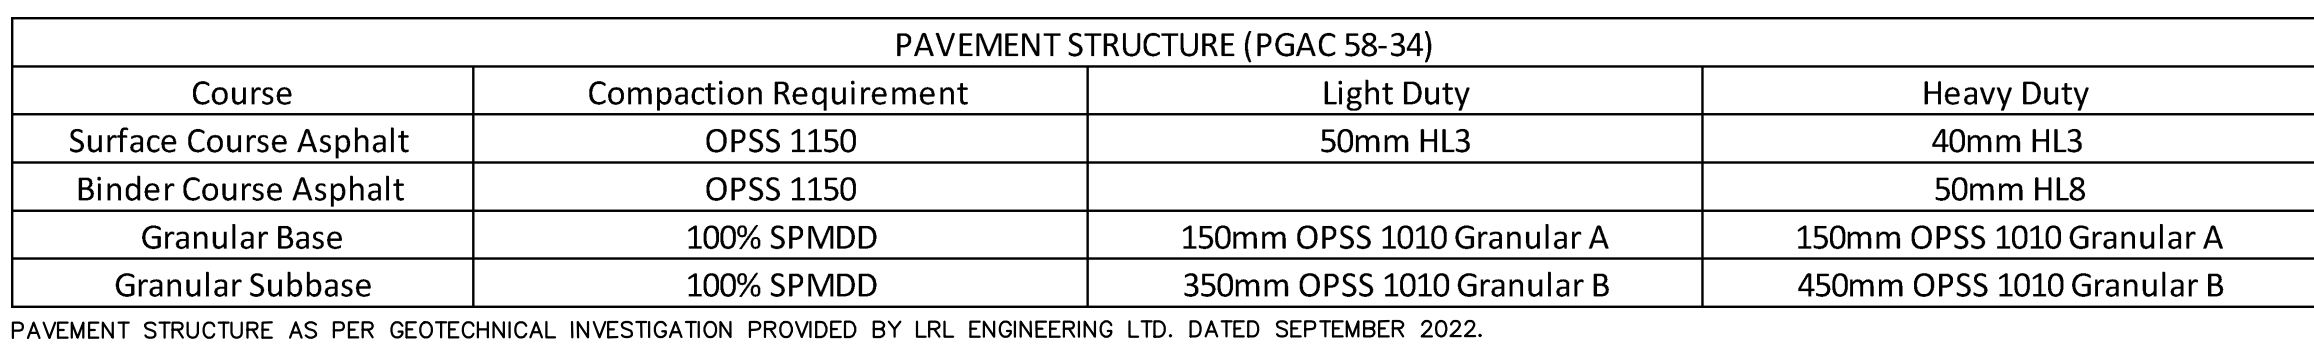 PAVEMENT STRUCTURE (PGAC 58-34)
Course Compaction Requirement Light Duty Heavy Duty
Surface Course Asphalt OPSS 1150 50mm HL3 40mm HL3
Binder Course Asphalt OPSS 1150 50mm HL8
Granular Base 100% SPMDD 150mm OPSS 1010 Granular A 150mm OPSS 1010 Granular A
Granular Subbase 100% SPMDD 350mm OPSS 1010 Granular B 450mm OPSS 1010 Granular B
PAVEMENT STRUCTURE AS PER GEOTECHNICAL INVESTIGATION PROVIDED BY LRL ENGINEERING LTD. DATED SEPTEMBER 2022.